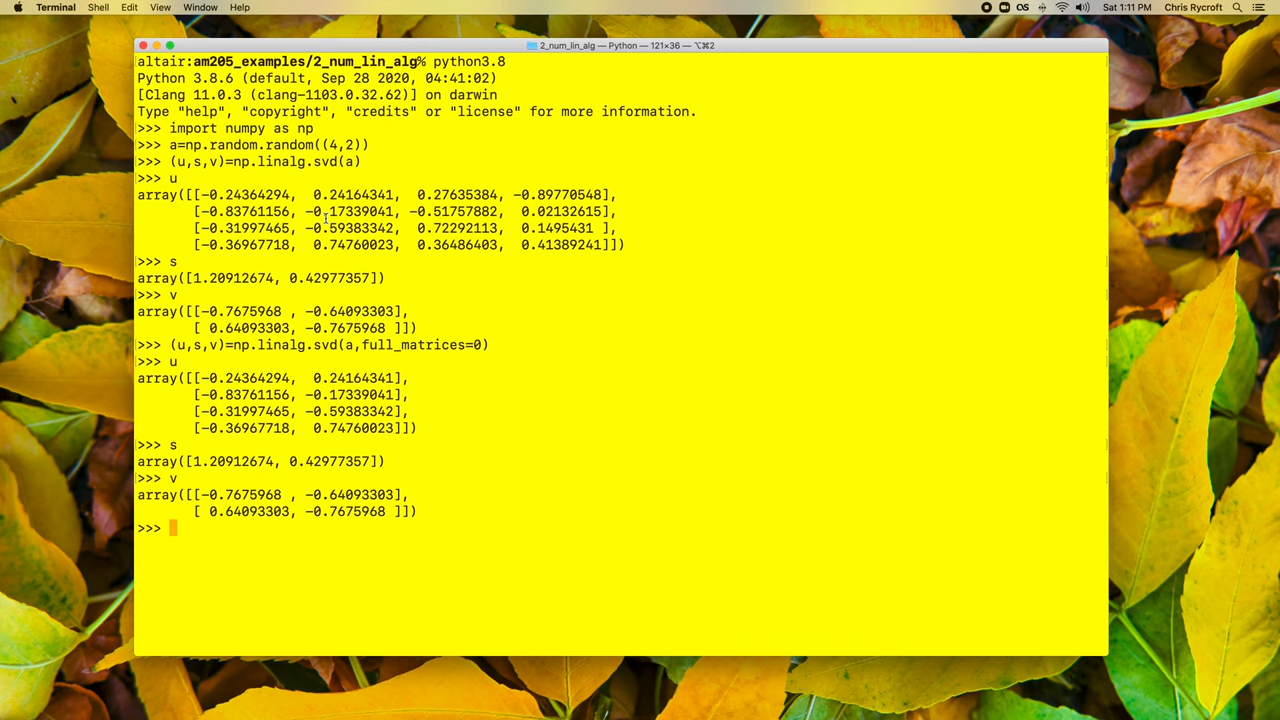 Terminal Shell Edit View Window Help Sat 1:11 PM Chris Rycroft
2_num_lin_alg — Python — 121×36 — ⌥⌘2
altair:am205_examples/2_num_lin_alg% python3.8
Python 3.8.6 (default, Sep 28 2020, 04:41:02)
[Clang 11.0.3 (clang-1103.0.32.62)] on darwin
Type "help", "copyright", "credits" or "license" for more information.
>>> import numpy as np
>>> a=np.random.random((4,2))
>>> (u,s,v)=np.linalg.svd(a)
>>> u
array([[-0.24364294,  0.24164341,  0.27635384, -0.89770548],
       [-0.83761156, -0.17339041, -0.51757882,  0.02132615],
       [-0.31997465, -0.59383342,  0.72292113,  0.1495431 ],
       [-0.36967718,  0.74760023,  0.36486403,  0.41389241]])
>>> s
array([1.20912674, 0.42977357])
>>> v
array([[-0.7675968 , -0.64093303],
       [ 0.64093303, -0.7675968 ]])
>>> (u,s,v)=np.linalg.svd(a,full_matrices=0)
>>> u
array([[-0.24364294,  0.24164341],
       [-0.83761156, -0.17339041],
       [-0.31997465, -0.59383342],
       [-0.36967718,  0.74760023]])
>>> s
array([1.20912674, 0.42977357])
>>> v
array([[-0.7675968 , -0.64093303],
       [ 0.64093303, -0.7675968 ]])
>>>